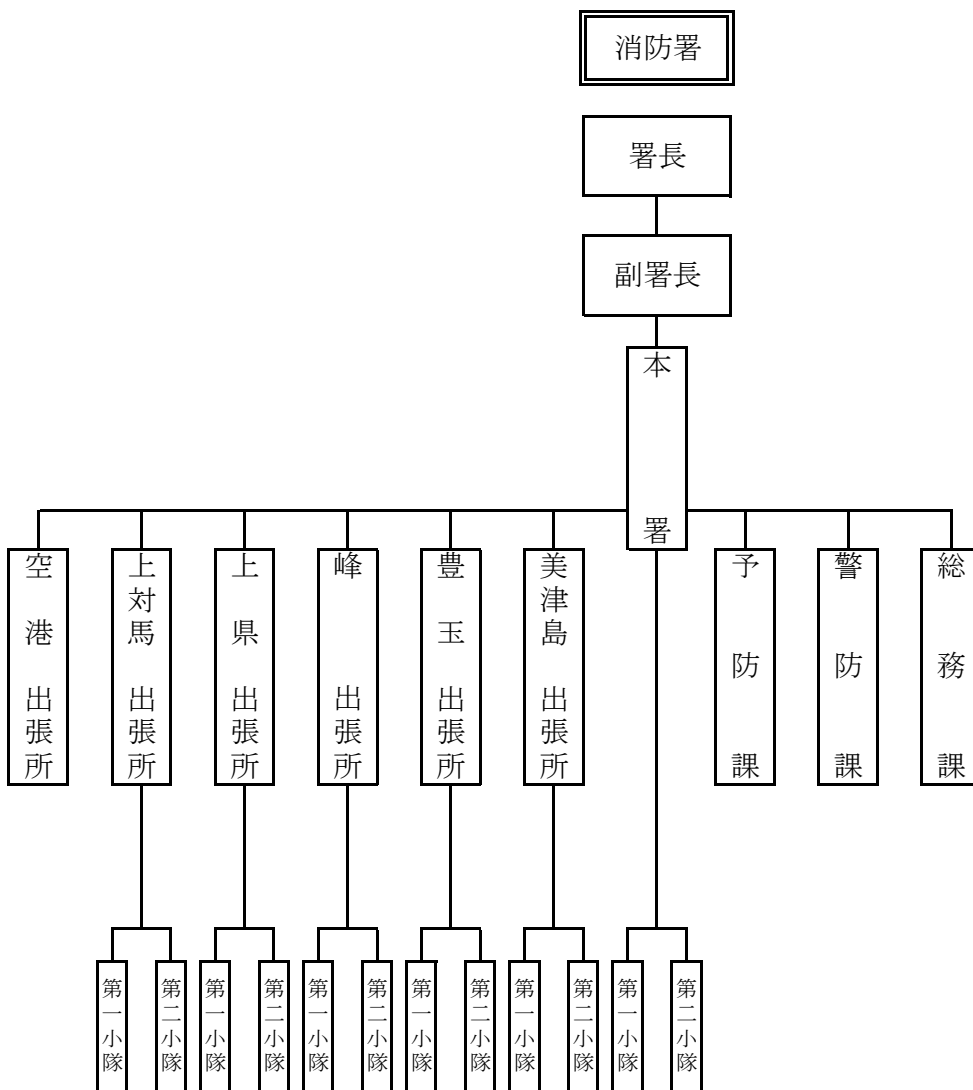 消防署
署長
副署長
本署
空港出張所
上対馬出張所
上県出張所
峰出張所
豊玉出張所
美津島出張所
予防課
警防課
総務課
第一小隊
第二小隊
第一小隊
第二小隊
第一小隊
第二小隊
第一小隊
第二小隊
第一小隊
第二小隊
第一小隊
第二小隊